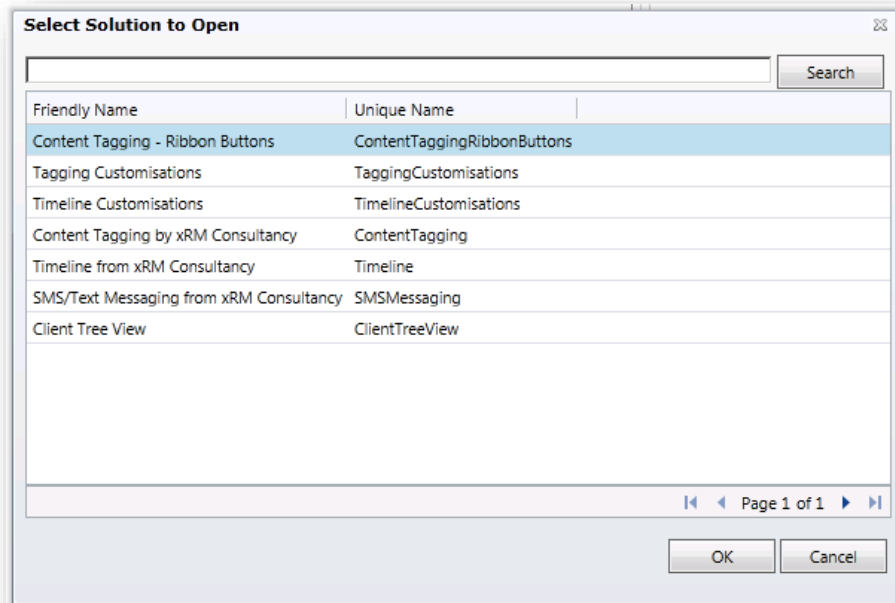 Select Solution to Open
Search
Friendly Name Unique Name
Content Tagging - Ribbon Buttons ContentTaggingRibbonButtons
Tagging Customisations TaggingCustomisations
Timeline Customisations TimelineCustomisations
Content Tagging by xRM Consultancy ContentTagging
Timeline from xRM Consultancy Timeline
SMS/Text Messaging from xRM Consultancy SMSMessaging
Client Tree View ClientTreeView
Page 1 of 1
OK Cancel